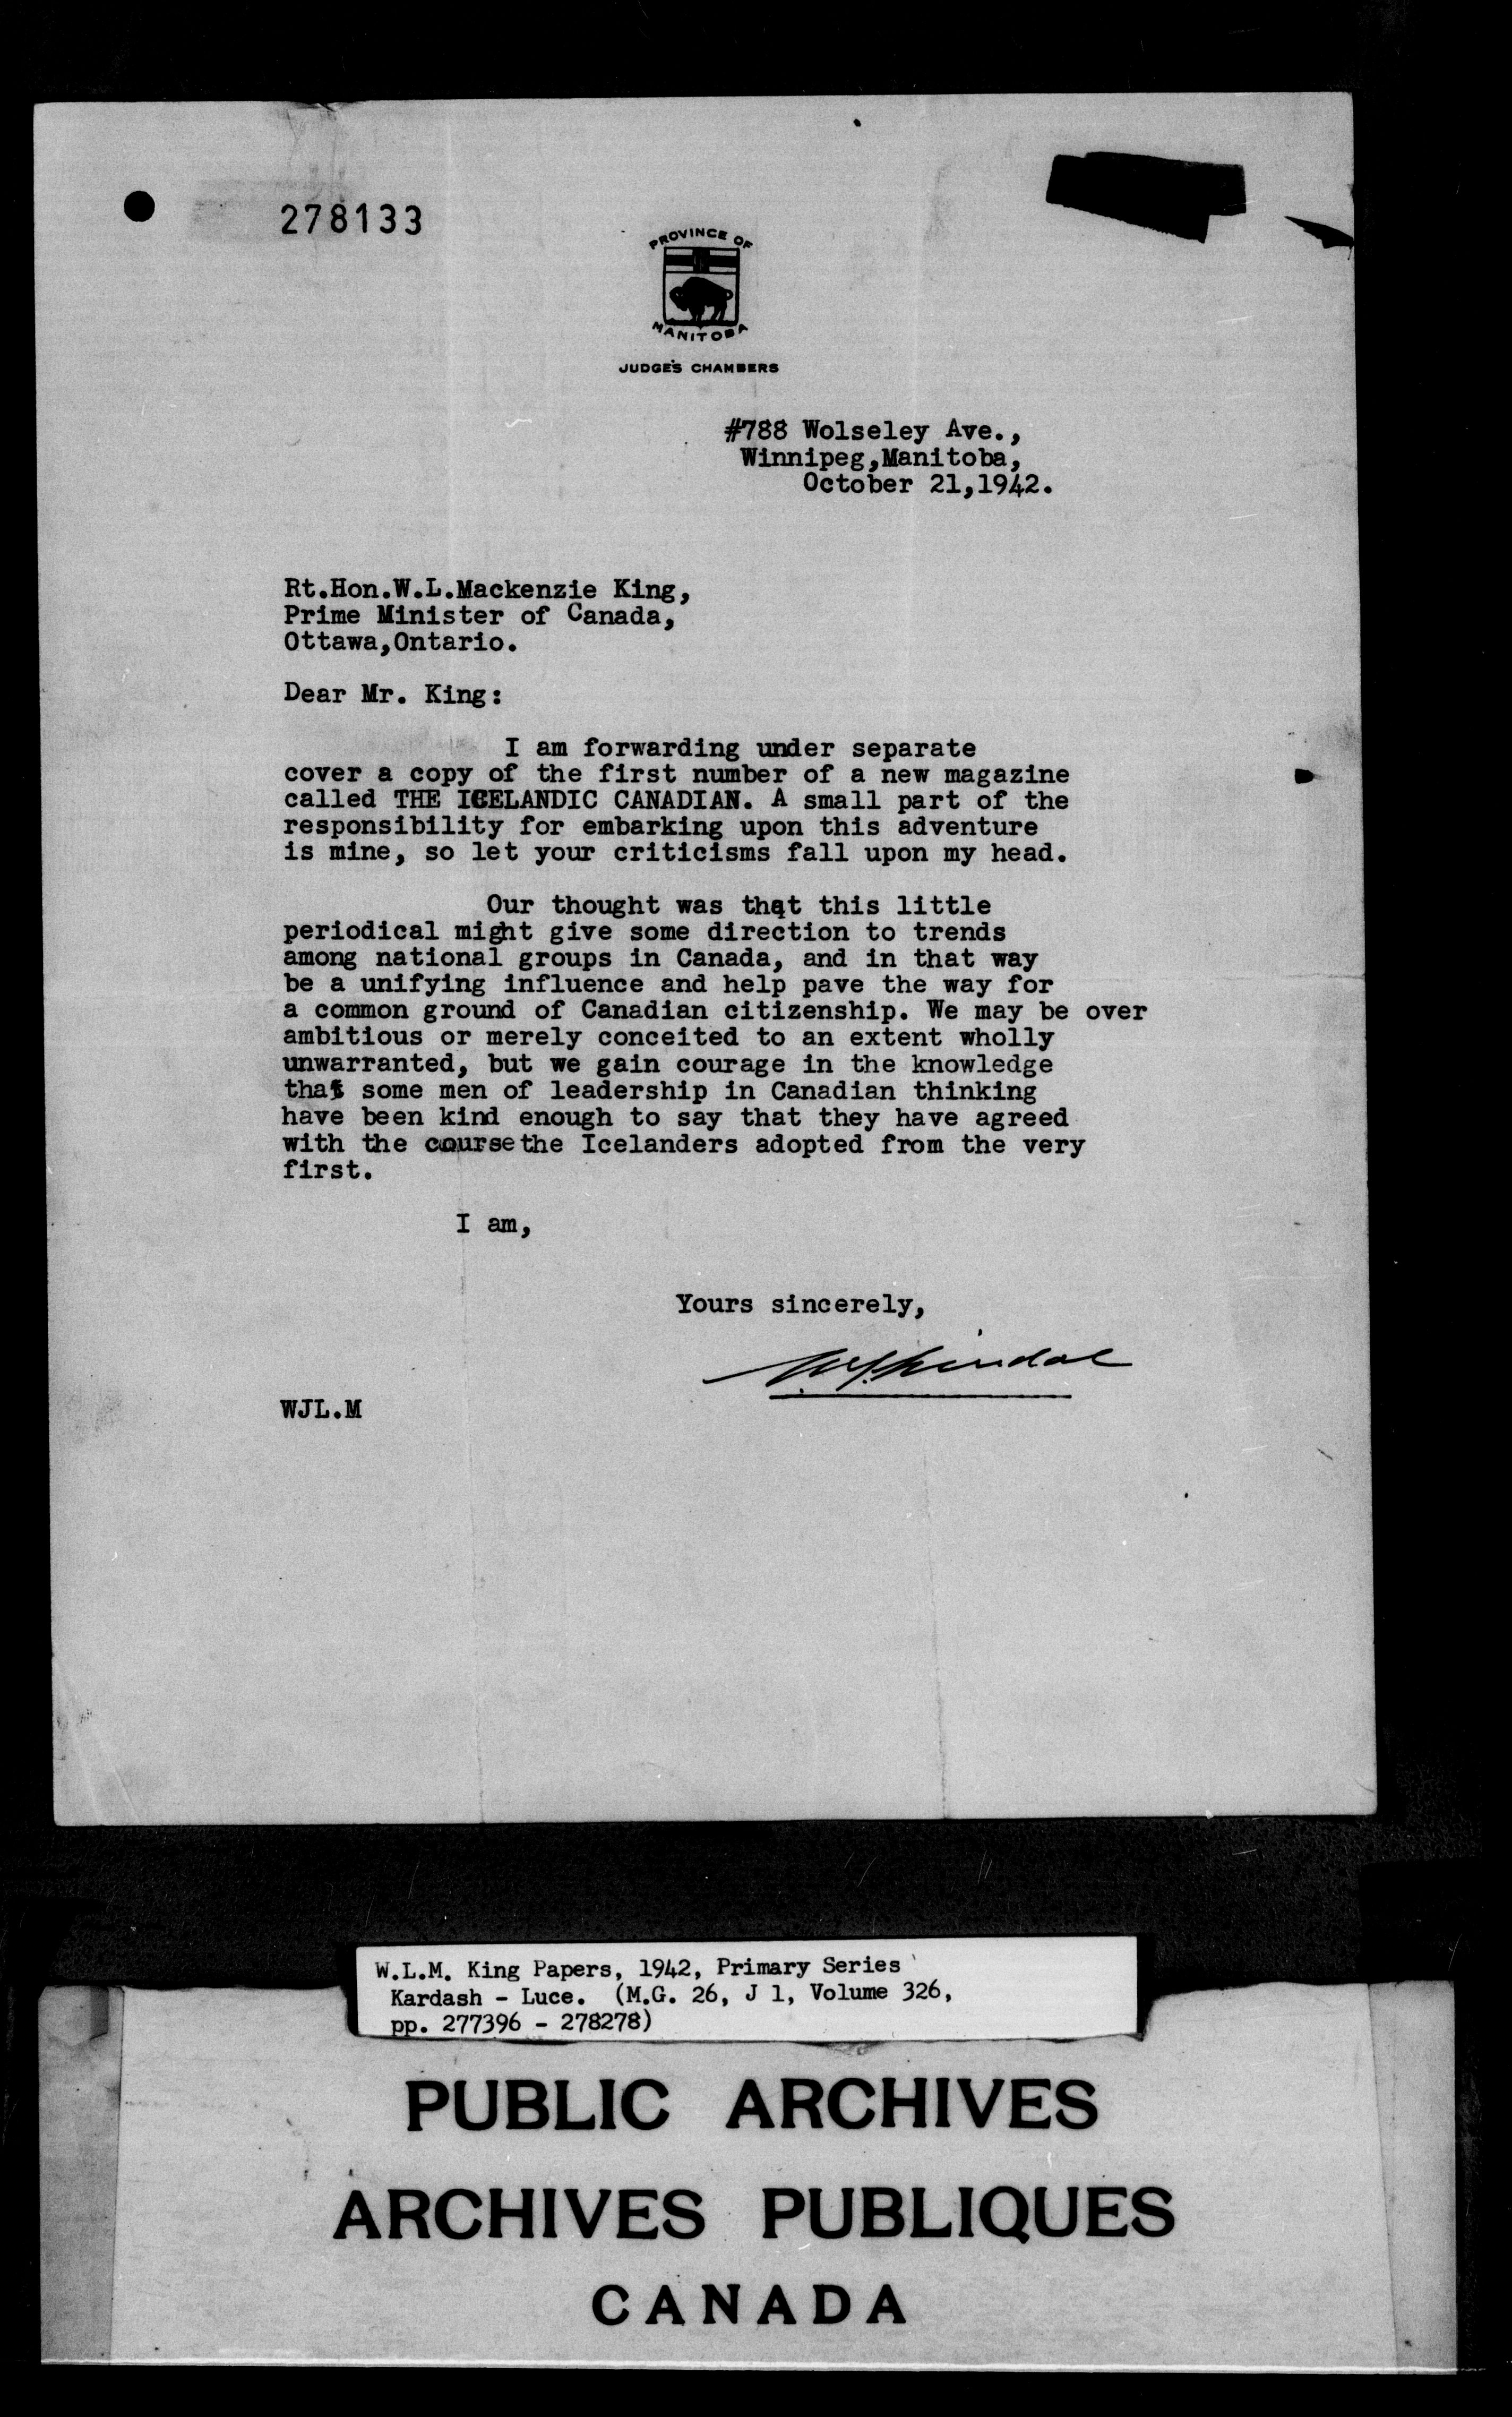 278133
PROVINCE OF
MANITOBA
JUDGE'S CHAMBERS
#788 Wolseley Ave.,
Winnipeg,Manitoba,
October 21,1942.
Rt.Hon.W.L.Mackenzie King,
Prime Minister of Canada,
Ottawa,Ontario.
Dear Mr. King:
I am forwarding under separate
cover a copy of the first number of a new magazine
called THE ICELANDIC CANADIAN. A small part of the
responsibility for embarking upon this adventure
is mine, so let your criticisms fall upon my head.
Our thought was that this little
periodical might give some direction to trends
among national groups in Canada, and in that way
be a unifying influence and help pave the way for
a common ground of Canadian citizenship. We may be over
ambitious or merely conceited to an extent wholly
unwarranted, but we gain courage in the knowledge
that some men of leadership in Canadian thinking
have been kind enough to say that they have agreed
with the course the Icelanders adopted from the very
first.
I am,
Yours sincerely,
W.J. Lindal
WJL.M
W.L.M. King Papers, 1942, Primary Series
Kardash - Luce. (M.G. 26, J 1, Volume 326,
pp. 277396 - 278278)
PUBLIC ARCHIVES
ARCHIVES PUBLIQUES
CANADA